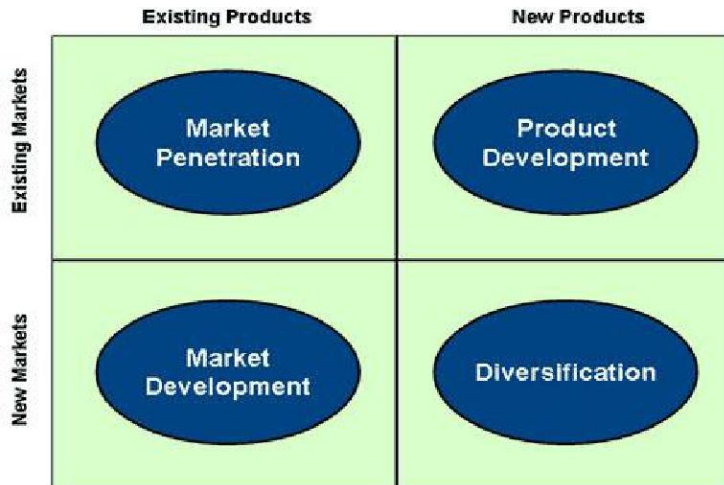 Existing Products
New Products
Existing Markets
Market
Penetration
Product
Development
New Markets
Market
Development
Diversification